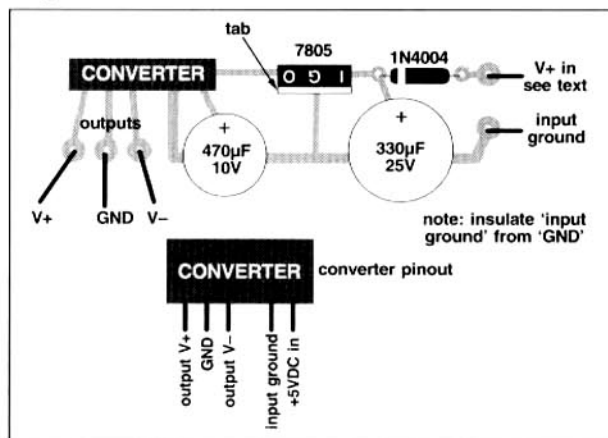 tab
7805
1N4004
CONVERTER
O G I
V+ in
see text
outputs
+
470µF
10V
+
330µF
25V
input
ground
V+
GND
V–
note: insulate 'input
ground' from 'GND'
CONVERTER
converter pinout
output V+
GND
output V–
input ground
+5VDC in